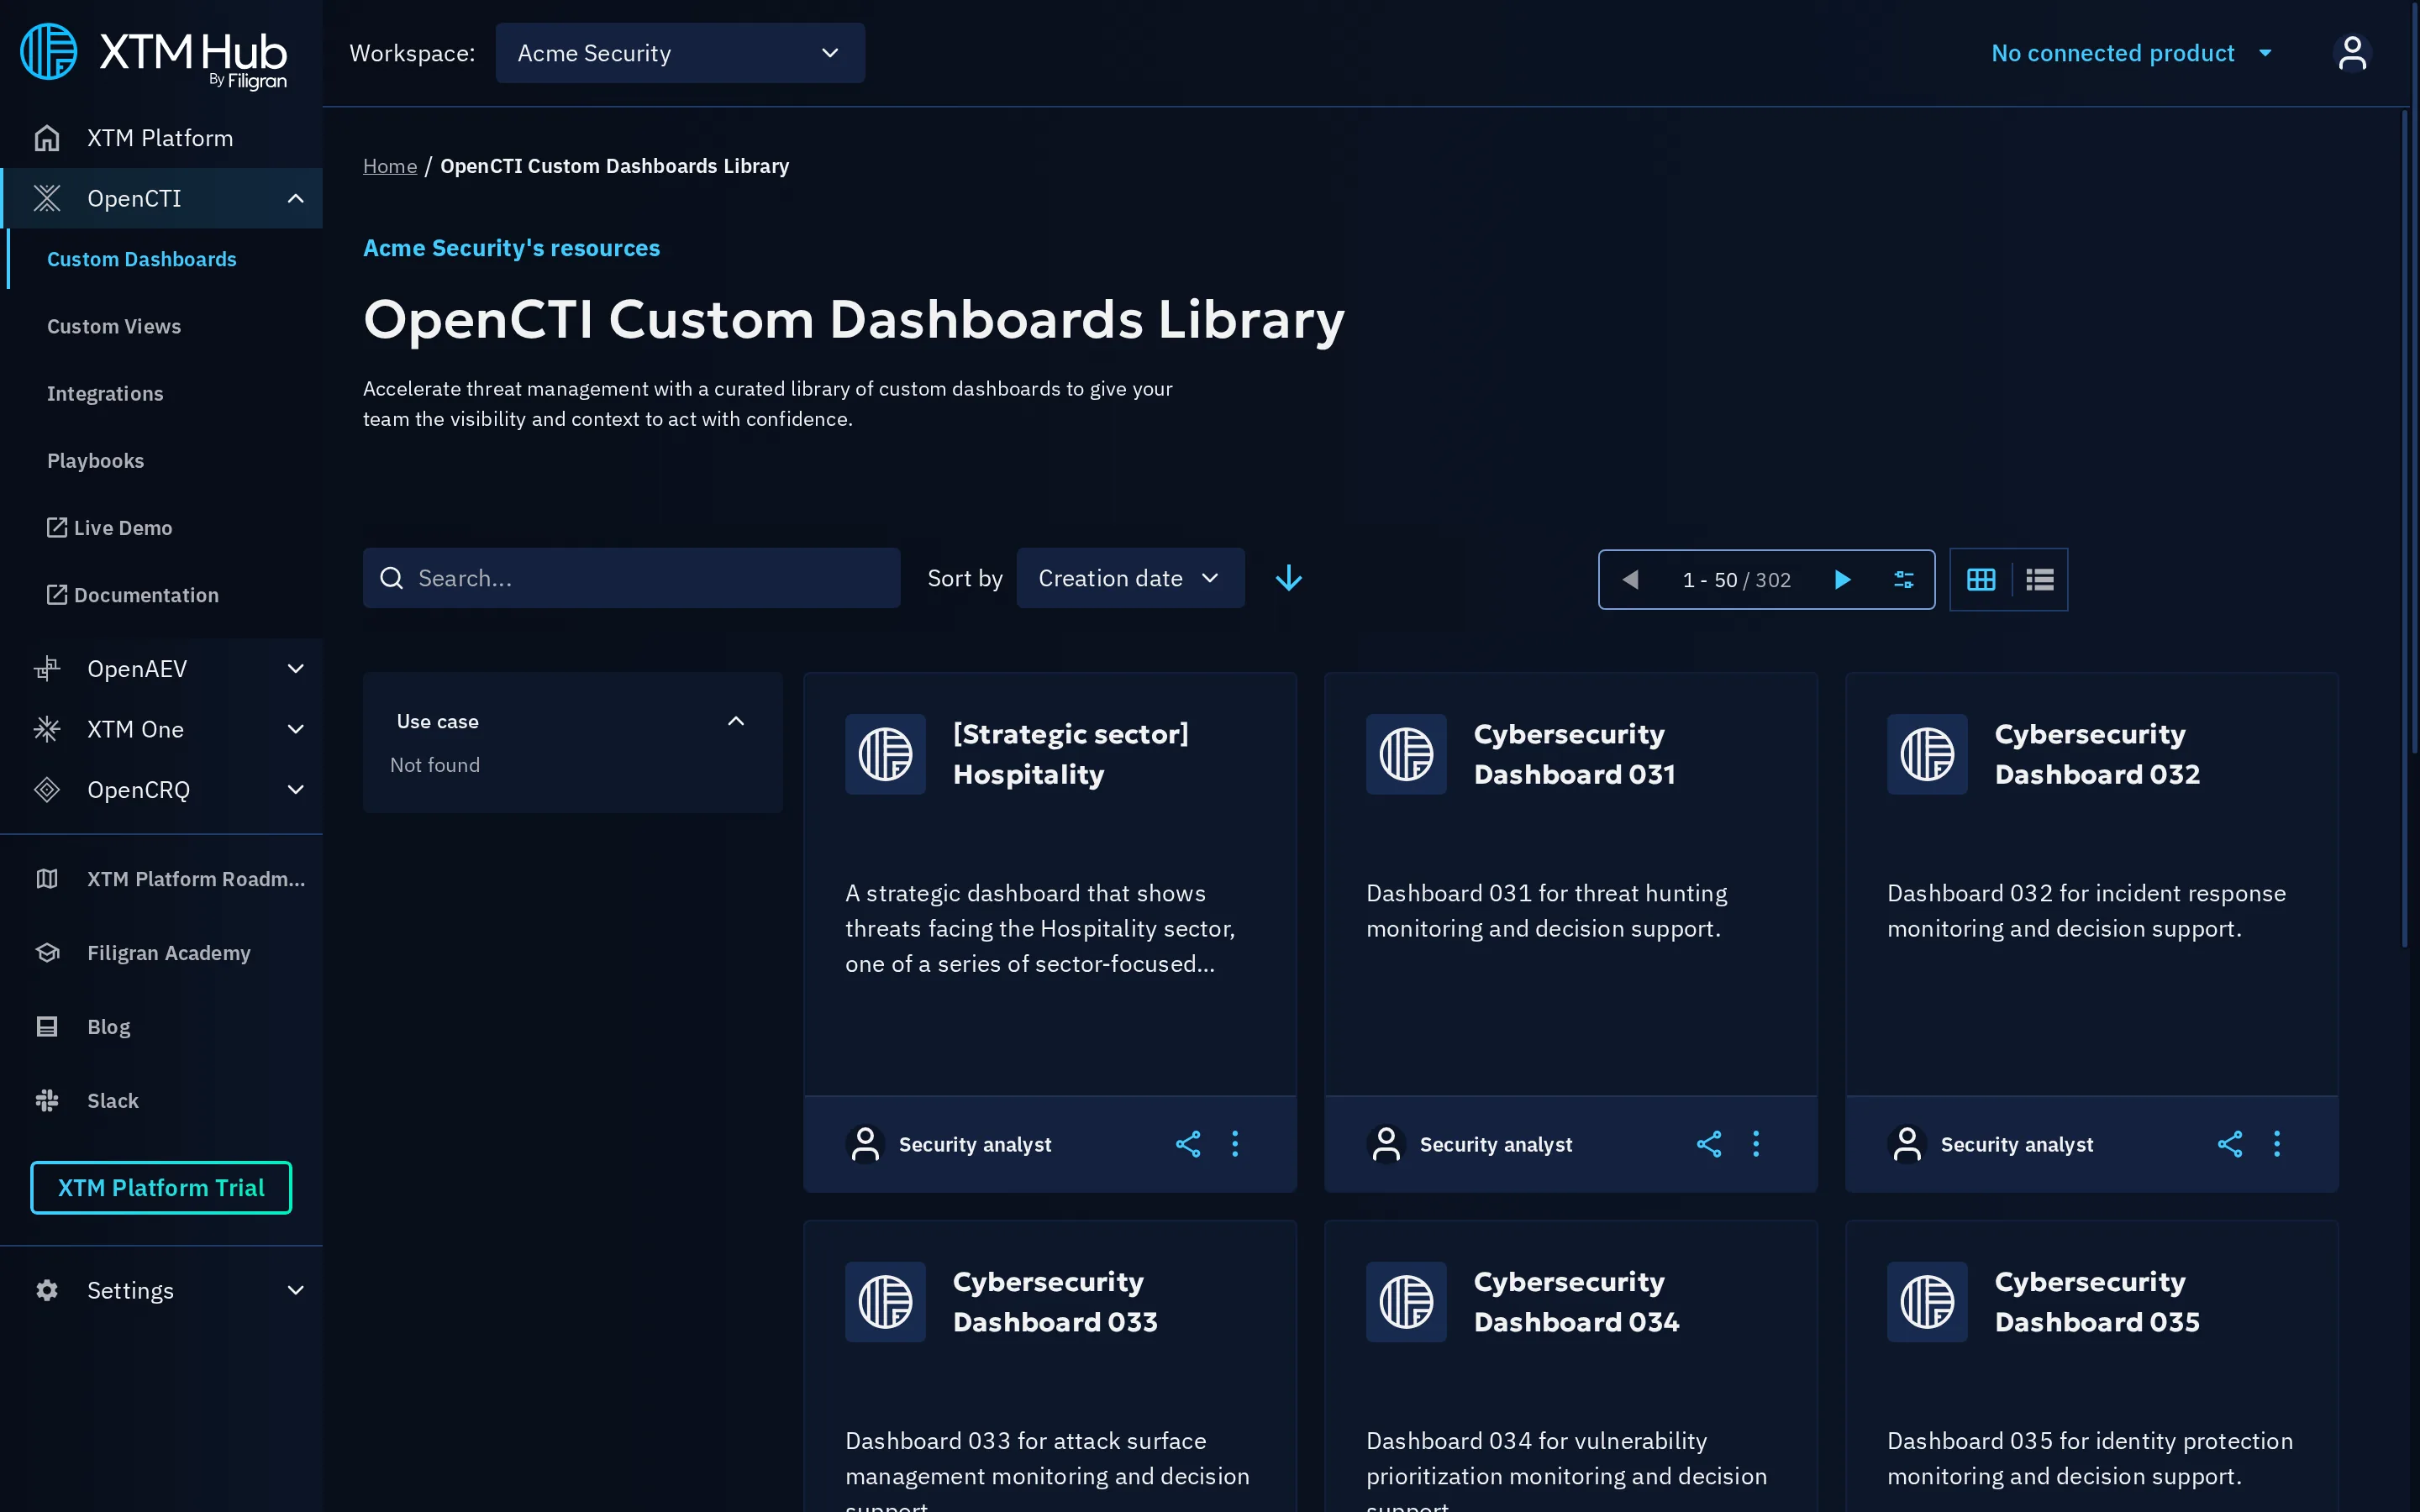 XTM Hub
By Filigran
Workspace:
Acme Security
No connected product
XTM Platform
OpenCTI
Custom Dashboards
Custom Views
Integrations
Playbooks
Live Demo
Documentation
OpenAEV
XTM One
OpenCRQ
XTM Platform Roadm...
Filigran Academy
Blog
Slack
XTM Platform Trial
Settings
Home / OpenCTI Custom Dashboards Library
Acme Security's resources
OpenCTI Custom Dashboards Library
Accelerate threat management with a curated library of custom dashboards to give your
team the visibility and context to act with confidence.
Search...
Sort by
Creation date
1 - 50 / 302
Use case
Not found
[Strategic sector]
Hospitality
A strategic dashboard that shows
threats facing the Hospitality sector,
one of a series of sector-focused...
Security analyst
Cybersecurity
Dashboard 031
Dashboard 031 for threat hunting
monitoring and decision support.
Security analyst
Cybersecurity
Dashboard 032
Dashboard 032 for incident response
monitoring and decision support.
Security analyst
Cybersecurity
Dashboard 033
Dashboard 033 for attack surface
management monitoring and decision
support.
Cybersecurity
Dashboard 034
Dashboard 034 for vulnerability
prioritization monitoring and decision
support.
Cybersecurity
Dashboard 035
Dashboard 035 for identity protection
monitoring and decision support.